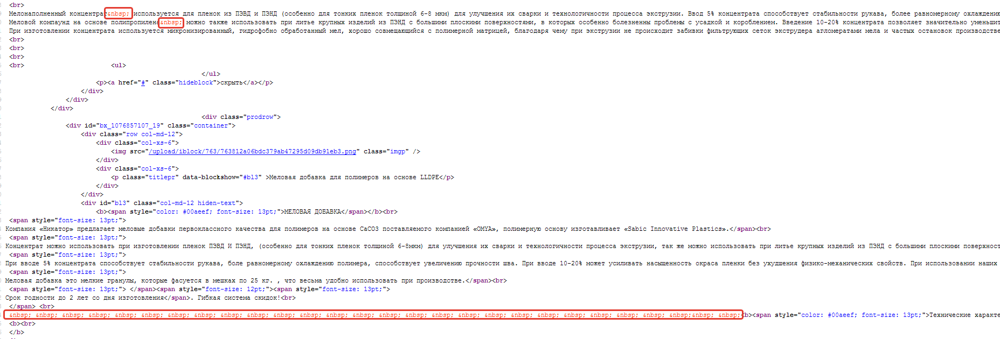 <br>
Мелонаполненный концентрат&nbsp; используется для пленок из ПЭВД и ПЭНД (особенно для тонких пленок толщиной 6-8 мкм) для улучшения их сварки и технологичности процесса экструзии. Ввод 5% концентрата способствует стабильности рукава, более равномерному охлаждению
Меловой компаунд на основе полипропилена &nbsp; можно также использовать при литье крупных изделий из ПЭНД с большими плоскими поверхностями, в которых особенно болезненны проблемы с усадкой и короблением. Введение 10-20% концентрата позволяет значительно уменьшит
При изготовлении концентрата используется микронизированный, гидрофобно обработанный мел, хорошо совмещающийся с полимерной матрицей, благодаря чему при экструзии не происходит забивки фильтрующих сеток экструдера агломератами мела и частых остановок производстве
<br>
<br>
<br>
<br> <ul>
</ul>
<p><a href="#" class="hideblock">скрыть</a></p>
</div>
</div>
</div>
<div class="prodrow">
<div id="bx_1076857107_19" class="container">
<div class="row col-md-12">
<div class="col-xs-6">
<img src="/upload/iblock/763/763812a06bdc379ab47295d09db91eb3.png" class="imgp" />
</div>
<div class="col-xs-6">
<p class="titlepr" data-blockshow="#bl3" >Меловая добавка для полимеров на основе LLDPE</p>
</div>
</div>
<div id="bl3" class="col-md-12 hiden-text">
<b><span style="color: #00aeef; font-size: 13pt;">МЕЛОВАЯ ДОБАВКА</span></b><br>
<span style="font-size: 13pt;">
Компания «Никатор» предлагает меловые добавки первоклассного качества для полимеров на основе CaCO3 поставляемого компанией «OMYA», полимерную основу изготавливает «Sabic Innovative Plastics».</span><br>
<span style="font-size: 13pt;">
Концентрат можно использовать при изготовлении пленок ПЭВД И ПЭНД, (особенно для тонких пленок толщиной 6-8мкм) для улучшения их сварки и технологичности процесса экструзии, так же можно использовать при литье крупных изделий из ПЭНД с большими плоскими поверхност
<span style="font-size: 13pt;">
При вводе 5% концентрата способствует стабильности рукава, боле равномерному охлаждению полимера, способствует увеличению прочности шва. При вводе 10-20% может усиливать насыщенность окраса пленки без ухудшения физико-механических свойств. При использовании наших
<span style="font-size: 13pt;">
Меловая добавка это мелкие гранулы, которые фасуется в мешках по 25 кг. , что весьма удобно использовать при производстве.</span><br>
<span style="font-size: 13pt;"> </span><span style="font-size: 12pt;"><span style="font-size: 13pt;">
Срок годности до 2 лет со дня изготовления</span>. Гибкая система скидок!<br>
</span> <br>
&nbsp; &nbsp; &nbsp; &nbsp; &nbsp; &nbsp; &nbsp; &nbsp; &nbsp; &nbsp; &nbsp; &nbsp; &nbsp; &nbsp; &nbsp; &nbsp; &nbsp; &nbsp; &nbsp; &nbsp; &nbsp; &nbsp; &nbsp; &nbsp; &nbsp; &nbsp;&nbsp; &nbsp;<b><span style="color: #00aeef; font-size: 13pt;">Технические характе
<b><br>
</b>